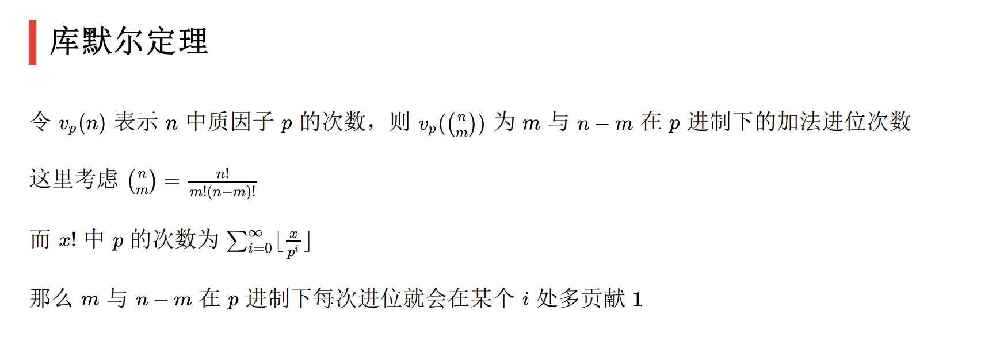 库默尔定理
令 $v_p(n)$ 表示 $n$ 中质因子 $p$ 的次数，则 $v_p(\binom{n}{m})$ 为 $m$ 与 $n-m$ 在 $p$ 进制下的加法进位次数
这里考虑 $\binom{n}{m} = \frac{n!}{m!(n-m)!}$
而 $x!$ 中 $p$ 的次数为 $\sum_{i=0}^{\infty} \lfloor \frac{x}{p^i} \rfloor$
那么 $m$ 与 $n-m$ 在 $p$ 进制下每次进位就会在某个 $i$ 处多贡献 $1$